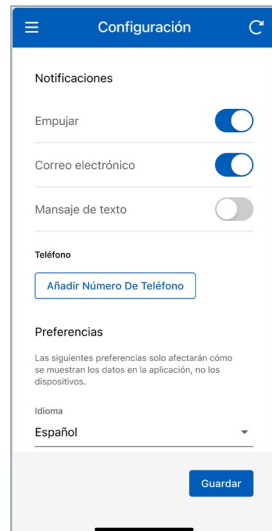 Configuración
Notificaciones
Empujar
Correo electrónico
Mansaje de texto
Teléfono
Añadir Número De Teléfono
Preferencias
Las siguientes preferencias solo afectarán cómo
se muestran los datos en la aplicación, no los
dispositivos.
Idioma
Español
Guardar